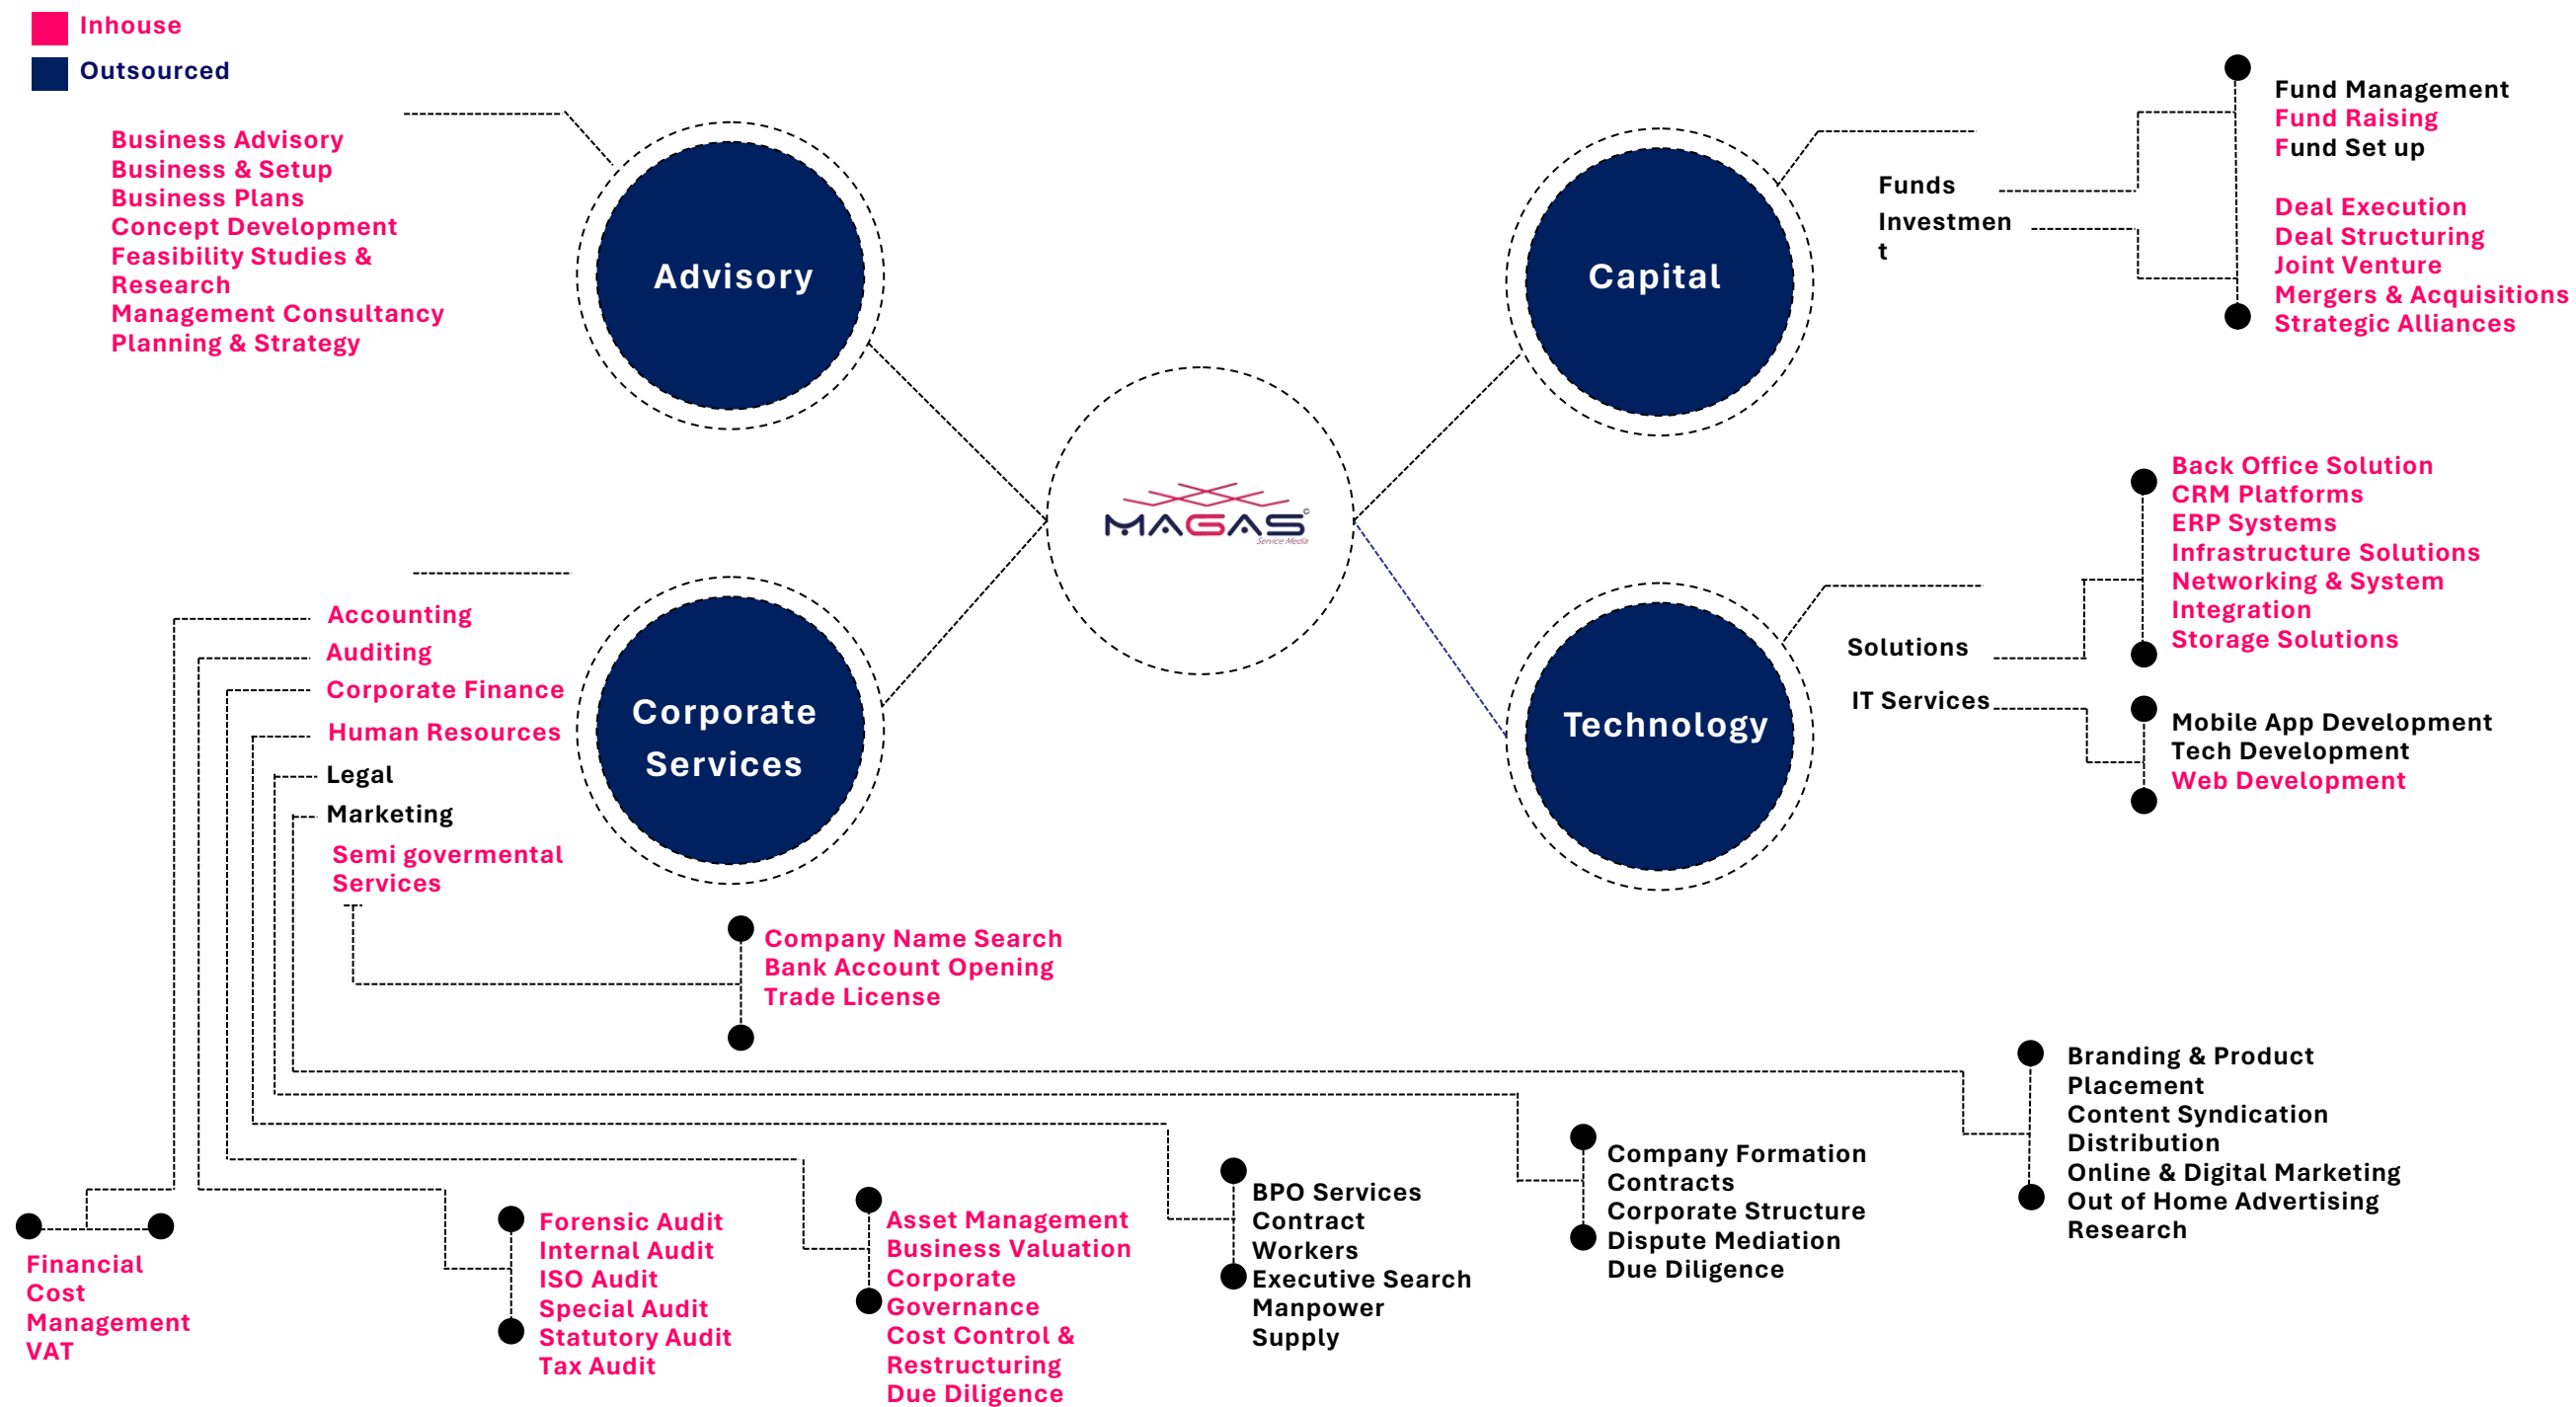 Inhouse
Outsourced
Business Advisory
Business & Setup
Business Plans
Concept Development
Feasibility Studies &
Research
Management Consultancy
Planning & Strategy
Advisory
Capital
Funds
Investmen
t
Fund Management
Fund Raising
Fund Set up
Deal Execution
Deal Structuring
Joint Venture
Mergers & Acquisitions
Strategic Alliances
MAGAS©
Service Media
Accounting
Auditing
Corporate Finance
Human Resources
Legal
Marketing
Semi govermental
Services
Corporate
Services
Technology
Solutions
IT Services
Back Office Solution
CRM Platforms
ERP Systems
Infrastructure Solutions
Networking & System
Integration
Storage Solutions
Mobile App Development
Tech Development
Web Development
Company Name Search
Bank Account Opening
Trade License
Financial
Cost
Management
VAT
Forensic Audit
Internal Audit
ISO Audit
Special Audit
Statutory Audit
Tax Audit
Asset Management
Business Valuation
Corporate
Governance
Cost Control &
Restructuring
Due Diligence
BPO Services
Contract
Workers
Executive Search
Manpower
Supply
Company Formation
Contracts
Corporate Structure
Dispute Mediation
Due Diligence
Branding & Product
Placement
Content Syndication
Distribution
Online & Digital Marketing
Out of Home Advertising
Research